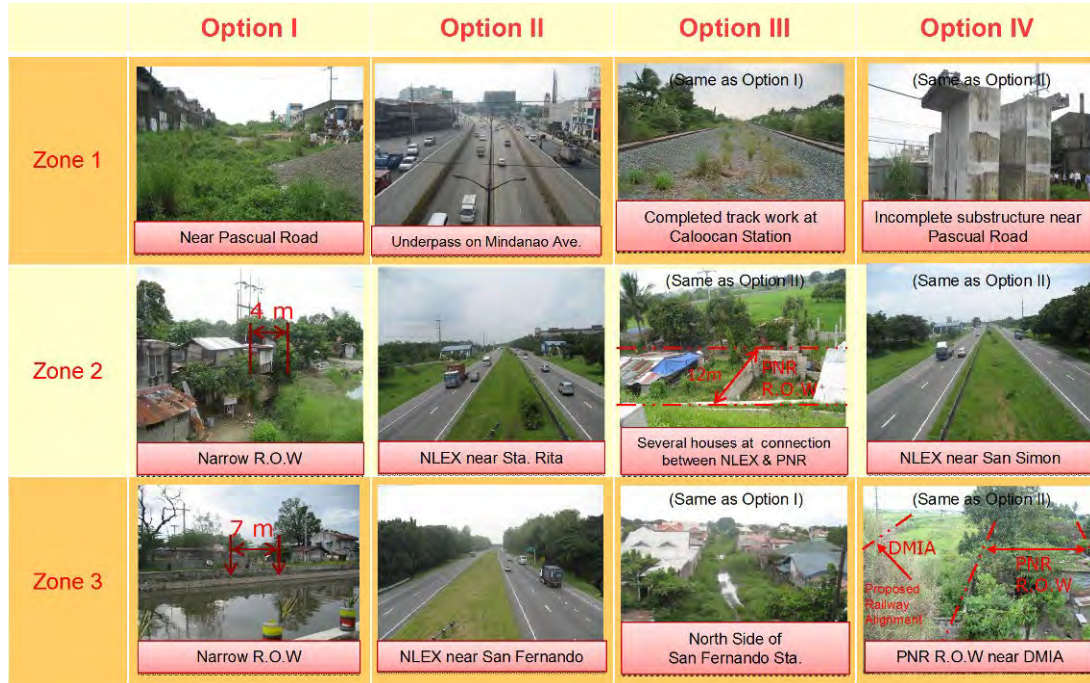 Option I
Option II
Option III
Option IV
Zone 1
Near Pascual Road
Underpass on Mindanao Ave.
(Same as Option I)
Completed track work at
Caloocan Station
(Same as Option II)
Incomplete substructure near
Pascual Road
Zone 2
4 m
Narrow R.O.W
NLEX near Sta. Rita
(Same as Option II)
12m
PNR
R.O.W
Several houses at connection
between NLEX & PNR
(Same as Option II)
NLEX near San Simon
Zone 3
7 m
Narrow R.O.W
NLEX near San Fernando
(Same as Option I)
North Side of
San Fernando Sta.
(Same as Option II)
DMIA
PNR
R.O.W
Proposed
Railway
Alignment
PNR R.O.W near DMIA